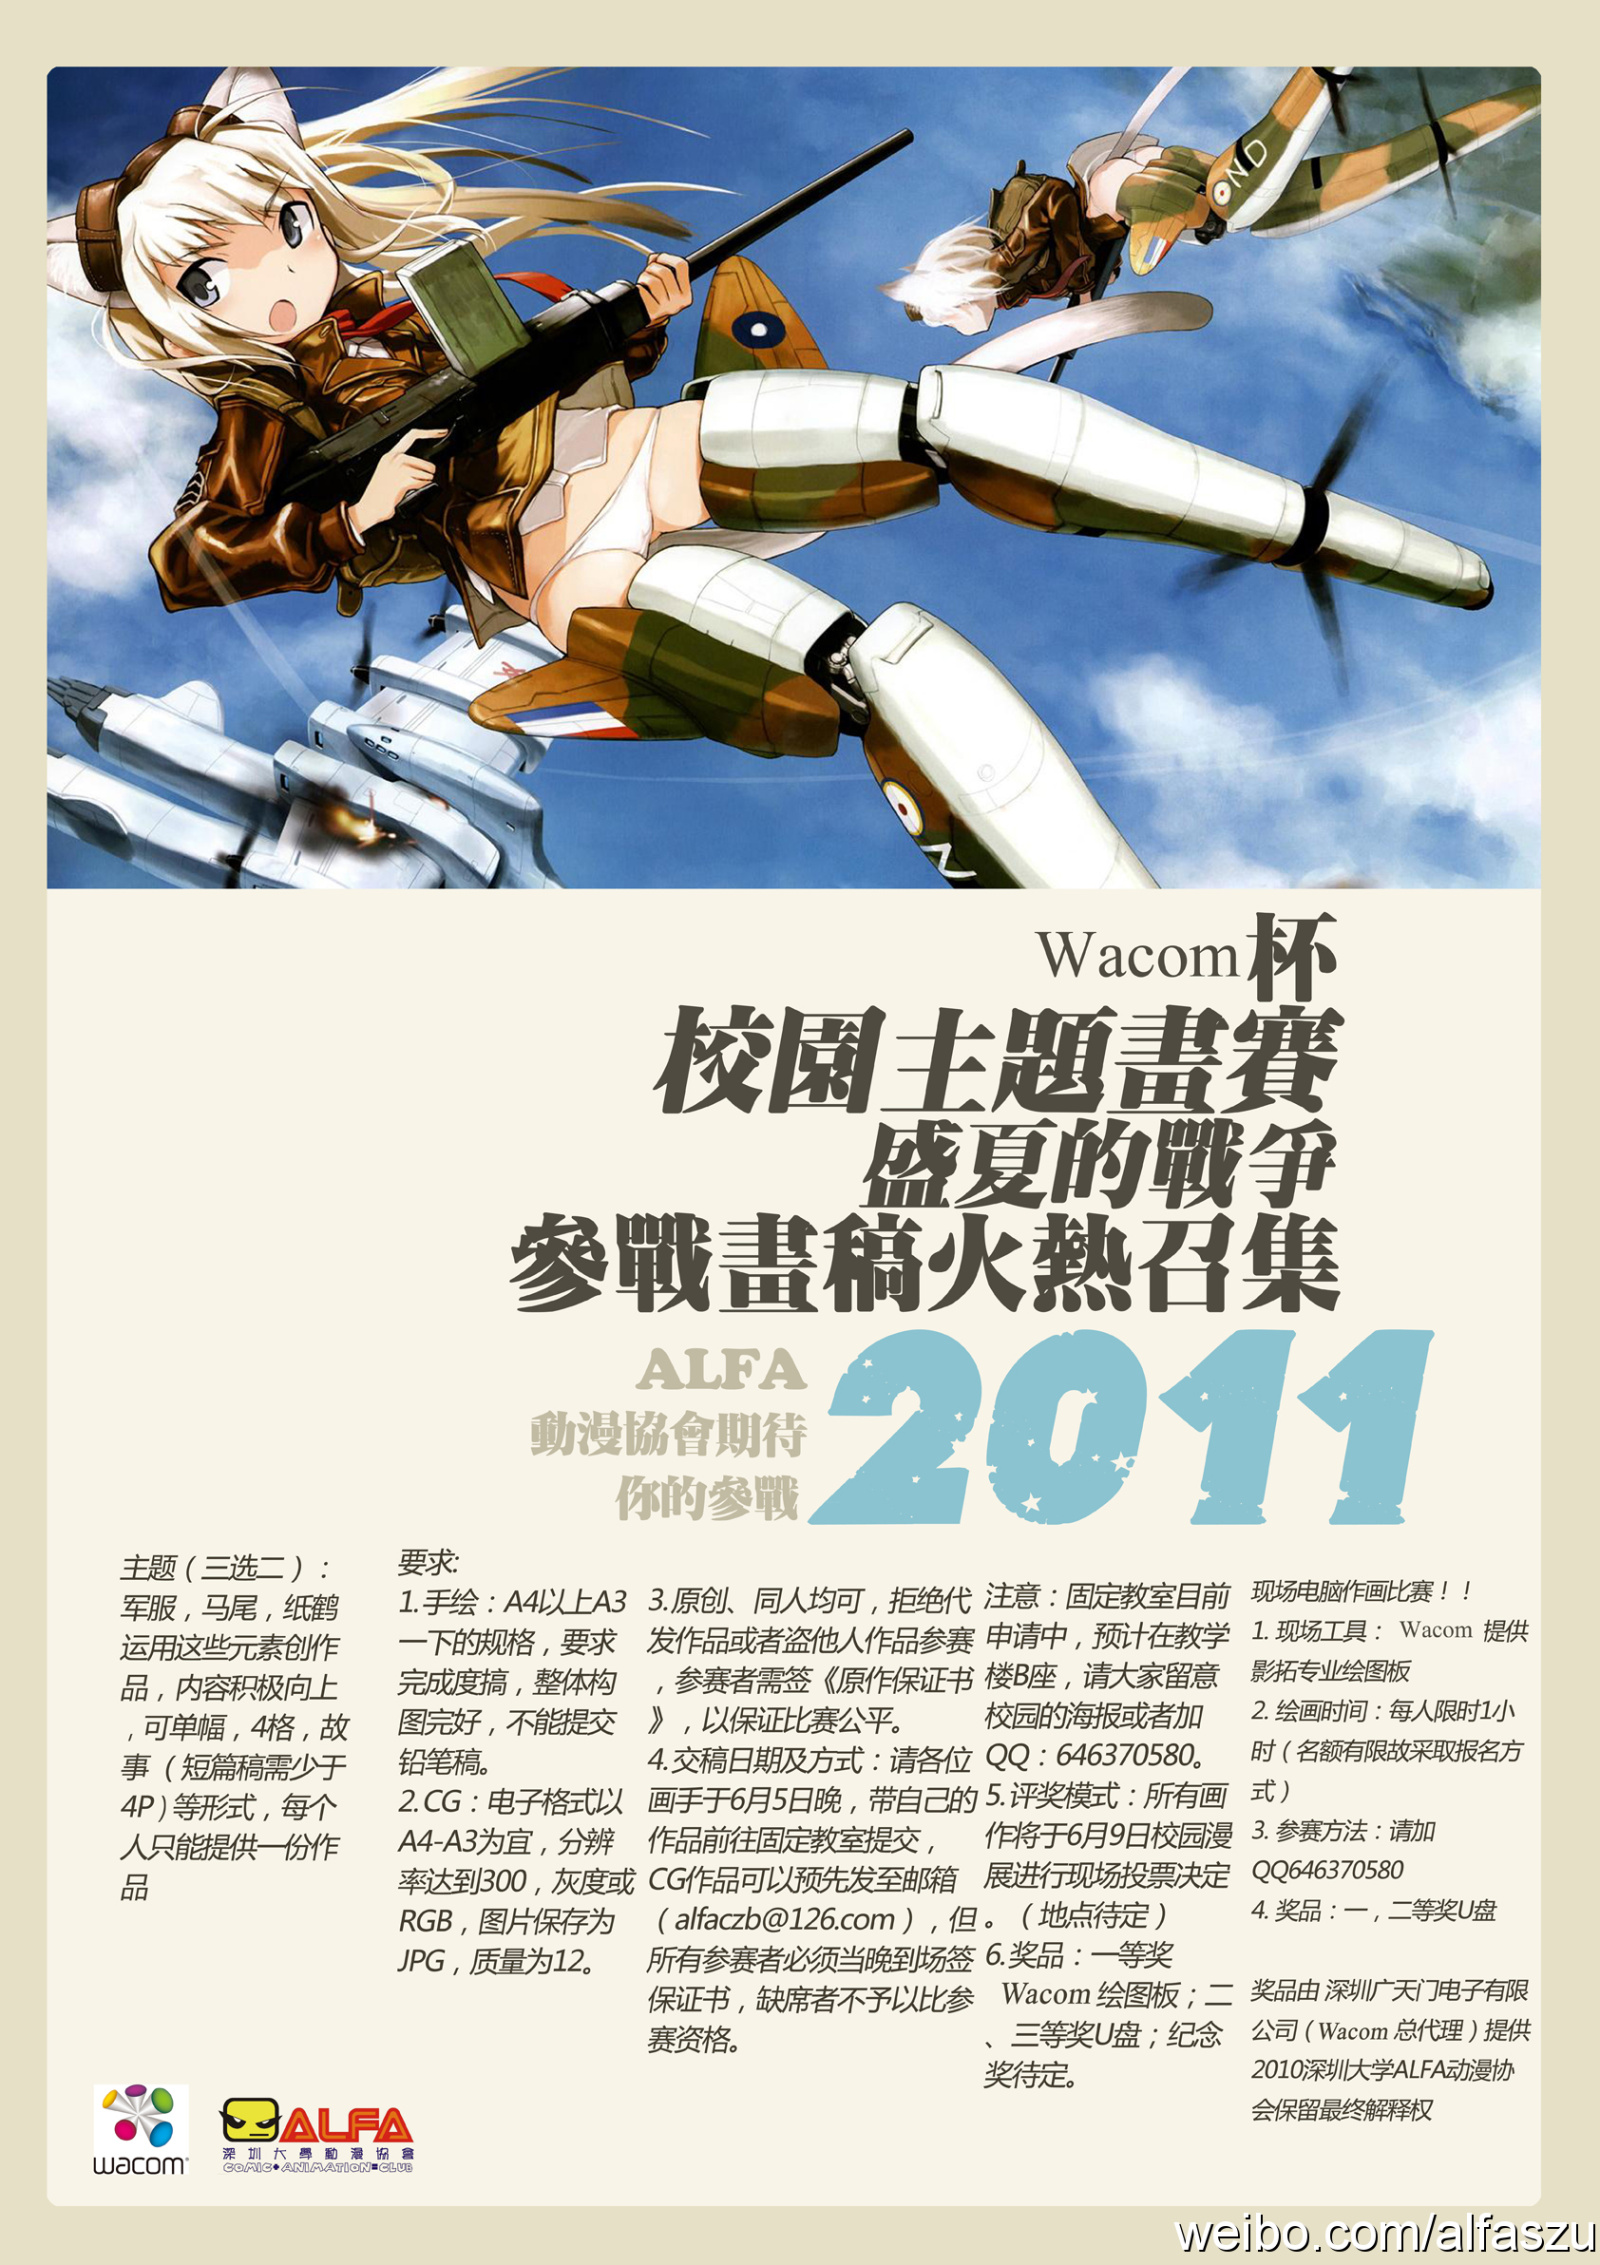 ND
N
Wacom杯
校園主題畫賽
盛夏的戰爭
參戰畫稿火熱召集
ALFA
動漫協會期待
你的參戰
2011
主题（三选二）：
军服，马尾，纸鹤
运用这些元素创作
品，内容积极向上
，可单幅，4格，故
事（短篇稿需少于
4P）等形式，每个
人只能提供一份作
品
要求:
1.手绘：A4以上A3
一下的规格，要求
完成度搞，整体构
图完好，不能提交
铅笔稿。
2.CG：电子格式以
A4-A3为宜，分辨
率达到300，灰度或
RGB，图片保存为
JPG，质量为12。
3.原创、同人均可，拒绝代
发作品或者盗他人作品参赛
，参赛者需签《原作保证书
》，以保证比赛公平。
4.交稿日期及方式：请各位
画手于6月5日晚，带自己的
作品前往固定教室提交，
CG作品可以预先发至邮箱
（alfaczb@126.com），但
所有参赛者必须当晚到场签
保证书，缺席者不予以比参
赛资格。
注意：固定教室目前
申请中，预计在教学
楼B座，请大家留意
校园的海报或者加
QQ：646370580。
5.评奖模式：所有画
作将于6月9日校园漫
展进行现场投票决定
。（地点待定）
6.奖品：一等奖
Wacom 绘图板；二
、三等奖U盘；纪念
奖待定。
现场电脑作画比赛！！
1. 现场工具： Wacom 提供
影拓专业绘图板
2. 绘画时间：每人限时1小
时（名额有限故采取报名方
式）
3. 参赛方法：请加
QQ646370580
4. 奖品：一，二等奖U盘
奖品由 深圳广天门电子有限
公司（Wacom 总代理）提供
2010深圳大学ALFA动漫协
会保留最终解释权
wacom
ALFA
深圳大學動漫協會
COMIC ANIMATION CLUB
weibo.com/alfaszu